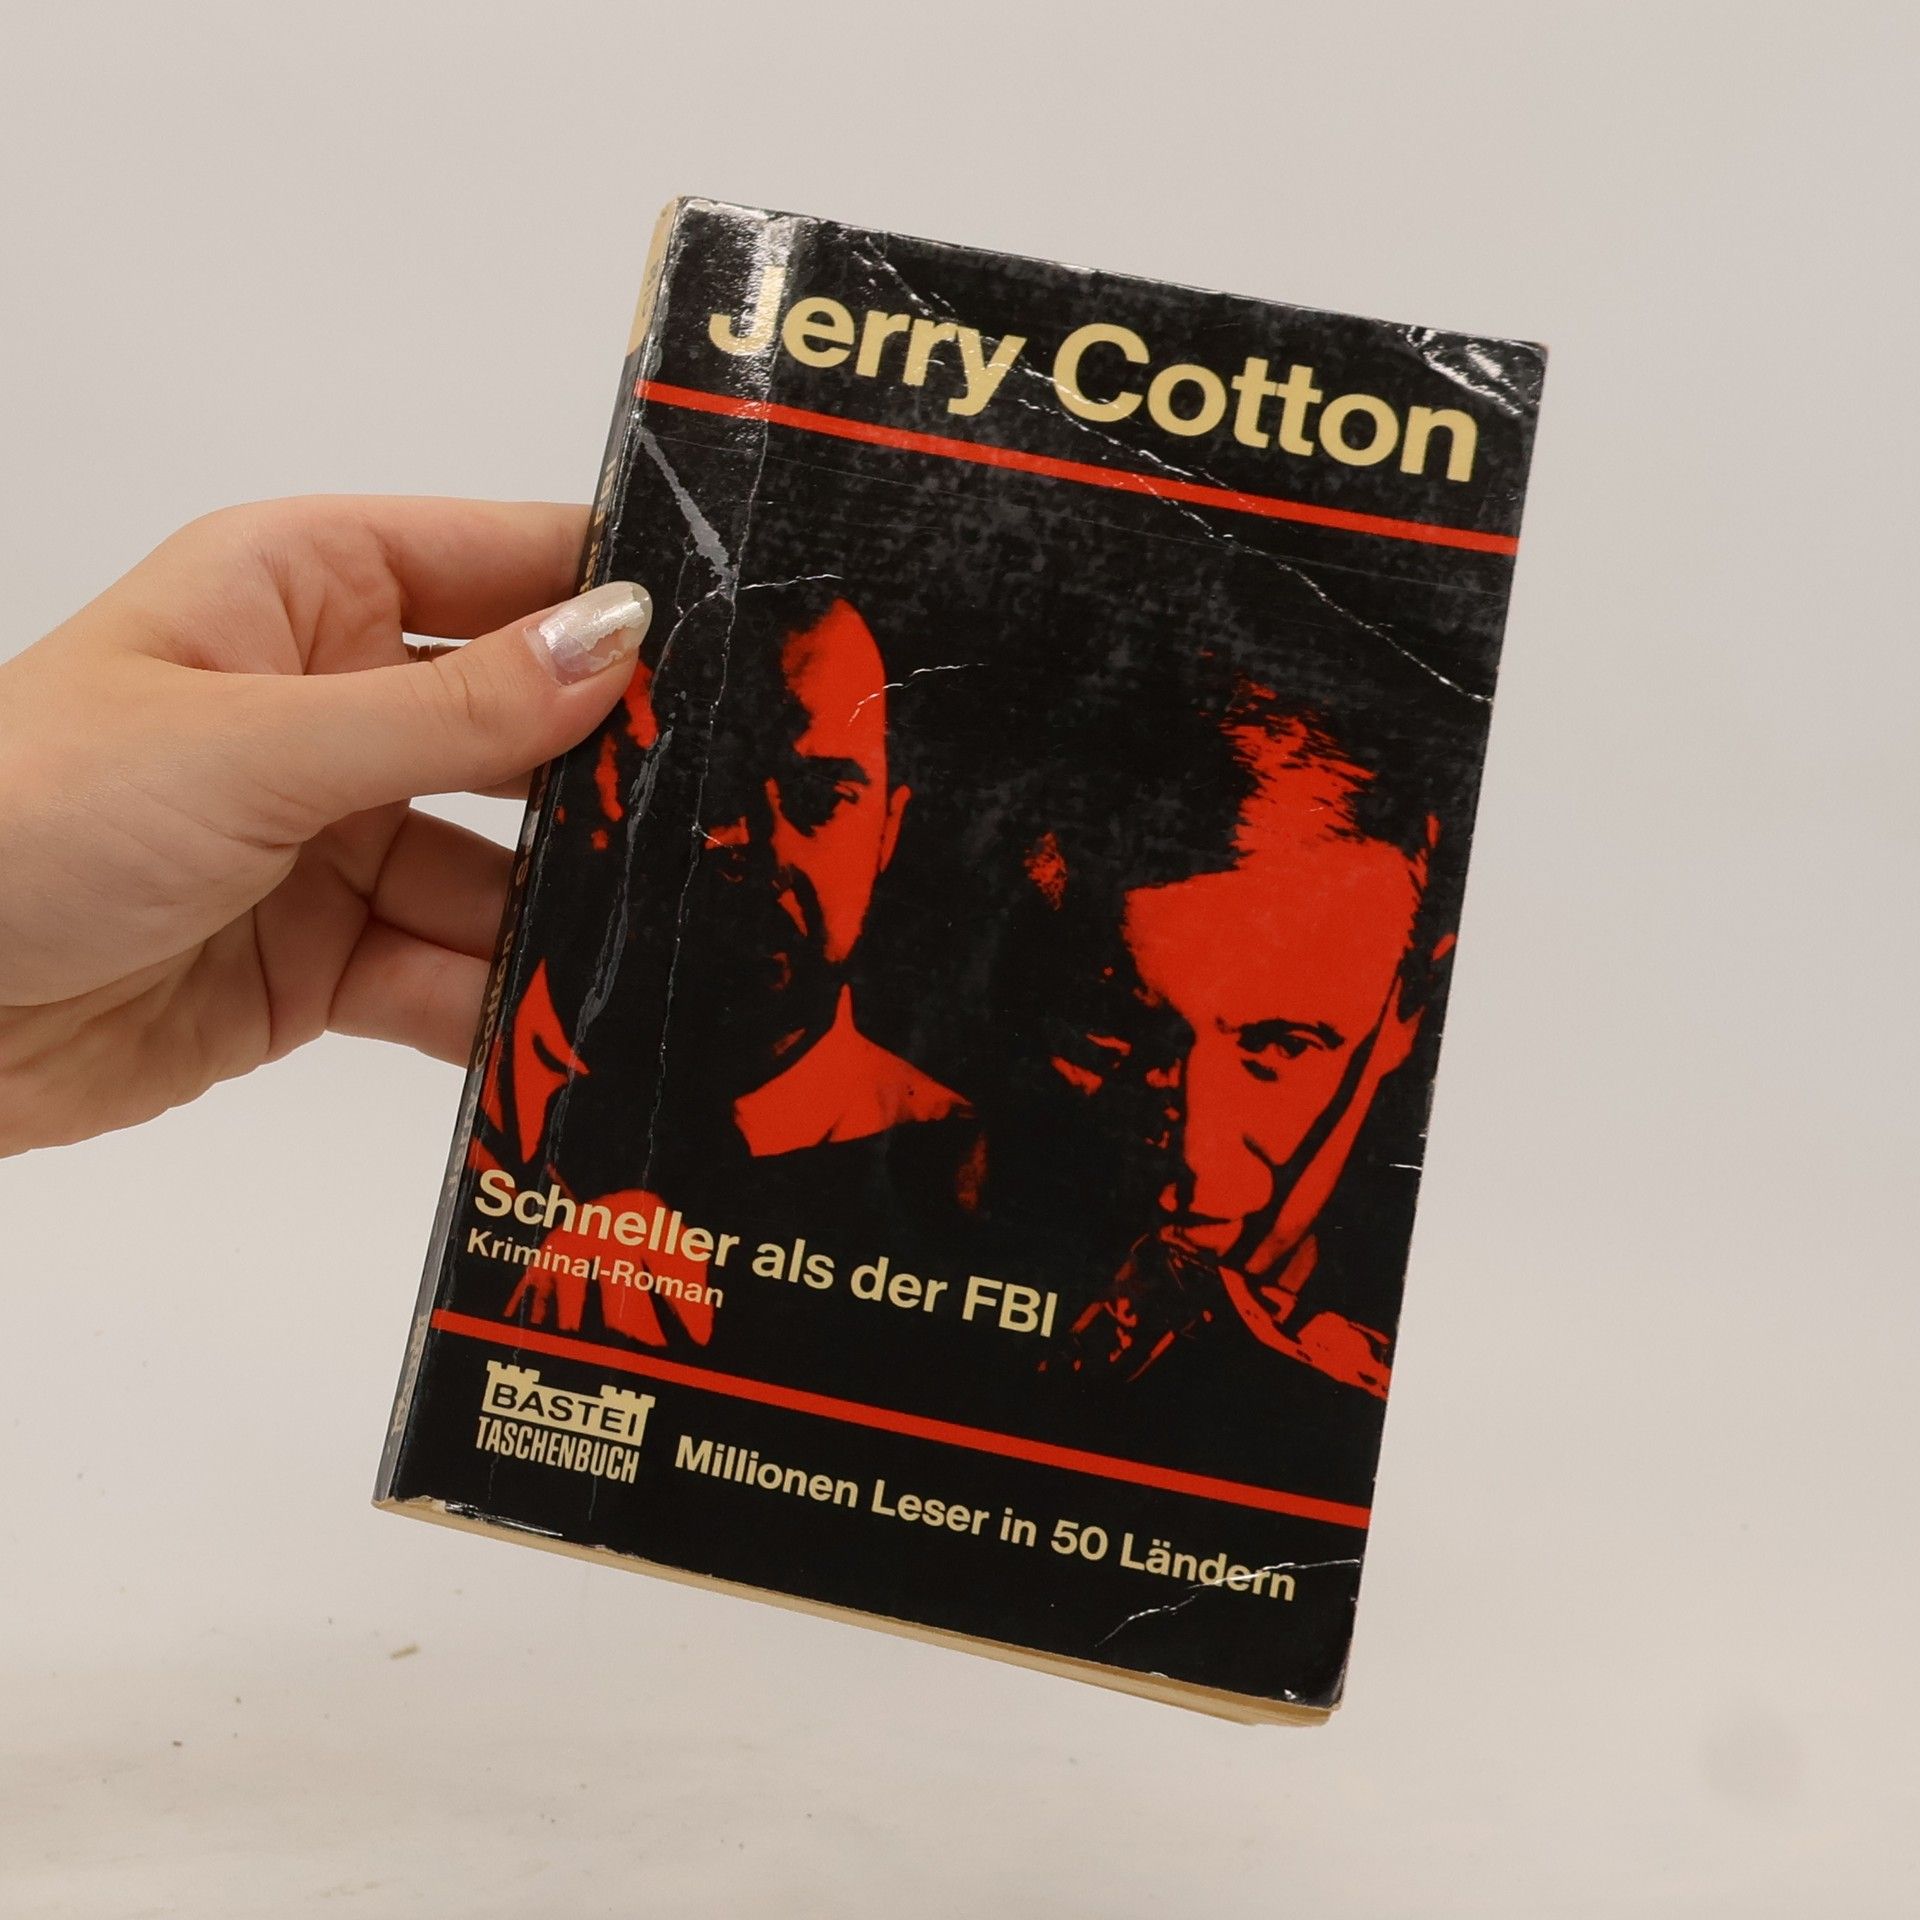 Jerry Cotton
Schneller als der FBI
Kriminal-Roman
BASTEI
TASCHENBUCH
Millionen Leser in 50 Ländern